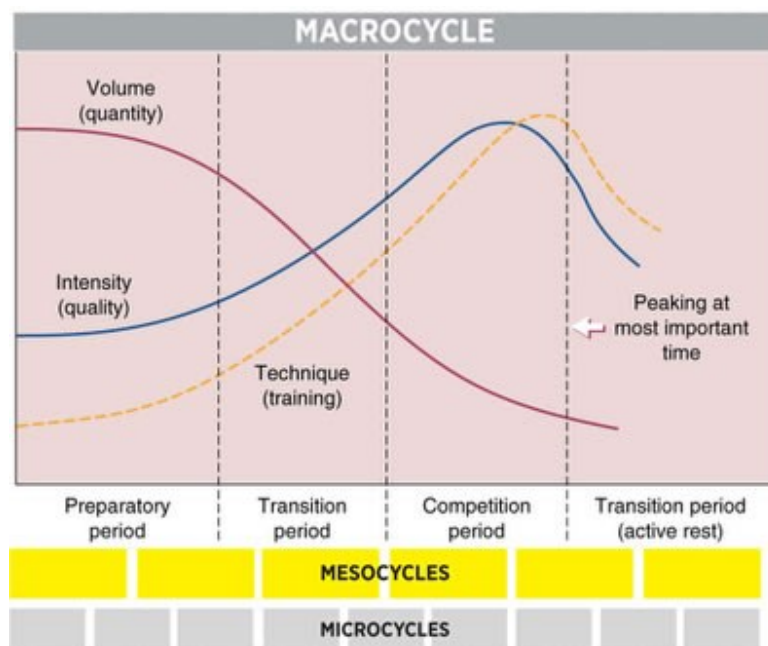 MACROCYCLE
Volume
(quantity)
Intensity
(quality)
Technique
(training)
Peaking at
most important
time
Preparatory
period
Transition
period
Competition
period
Transition period
(active rest)
MESOCYCLES
MICROCYCLES